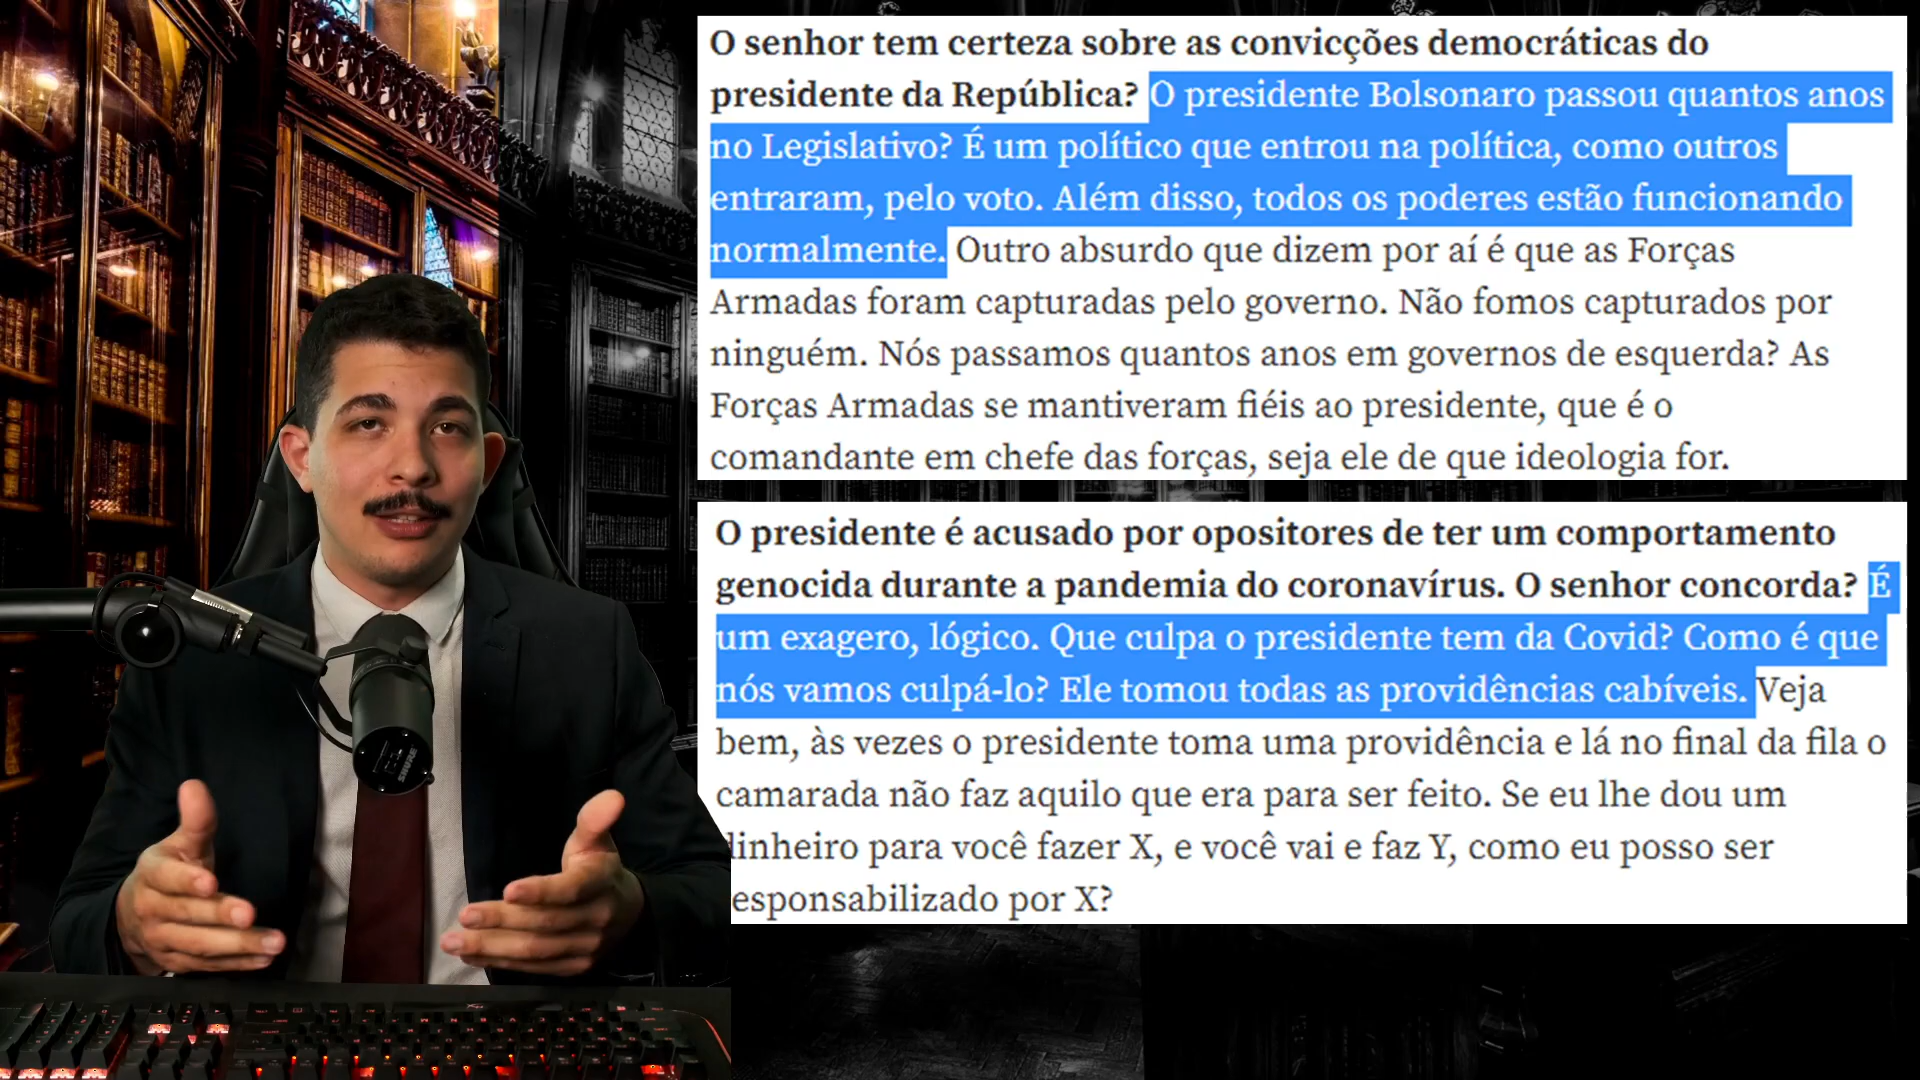 O senhor tem certeza sobre as convicções democráticas do
presidente da República? O presidente Bolsonaro passou quantos anos
no Legislativo? É um político que entrou na política, como outros
entraram, pelo voto. Além disso, todos os poderes estão funcionando
normalmente. Outro absurdo que dizem por aí é que as Forças
Armadas foram capturadas pelo governo. Não fomos capturados por
ninguém. Nós passamos quantos anos em governos de esquerda? As
Forças Armadas se mantiveram fiéis ao presidente, que é o
comandante em chefe das forças, seja ele de que ideologia for.
O presidente é acusado por opositores de ter um comportamento
genocida durante a pandemia do coronavírus. O senhor concorda? É
um exagero, lógico. Que culpa o presidente tem da Covid? Como é que
nós vamos culpá-lo? Ele tomou todas as providências cabíveis. Veja
bem, às vezes o presidente toma uma providência e lá no final da fila o
camarada não faz aquilo que era para ser feito. Se eu lhe dou um
dinheiro para você fazer X, e você vai e faz Y, como eu posso ser
esponsabilizado por X?
SHURE